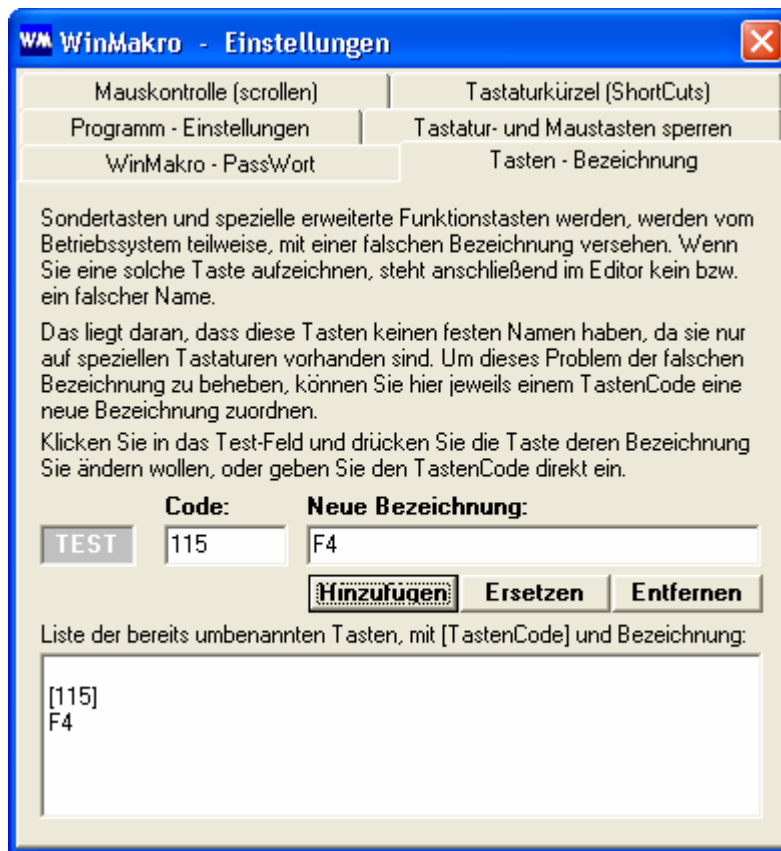 WM WinMakro - Einstellungen
Mauskontrolle (scrollen) Tastaturkürzel (ShortCuts)
Programm - Einstellungen Tastatur- und Maustasten sperren
WinMakro - PassWort Tasten - Bezeichnung
Sondertasten und spezielle erweiterte Funktionstasten werden, werden vom
Betriebssystem teilweise, mit einer falschen Bezeichnung versehen. Wenn
Sie eine solche Taste aufzeichnen, steht anschließend im Editor kein bzw.
ein falscher Name.
Das liegt daran, dass diese Tasten keinen festen Namen haben, da sie nur
auf speziellen Tastaturen vorhanden sind. Um dieses Problem der falschen
Bezeichnung zu beheben, können Sie hier jeweils einem TastenCode eine
neue Bezeichnung zuordnen.
Klicken Sie in das Test-Feld und drücken Sie die Taste deren Bezeichnung
Sie ändern wollen, oder geben Sie den TastenCode direkt ein.
Code: Neue Bezeichnung:
TEST 115 F4
Hinzufügen Ersetzen Entfernen
Liste der bereits umbenannten Tasten, mit [TastenCode] und Bezeichnung:
[115]
F4